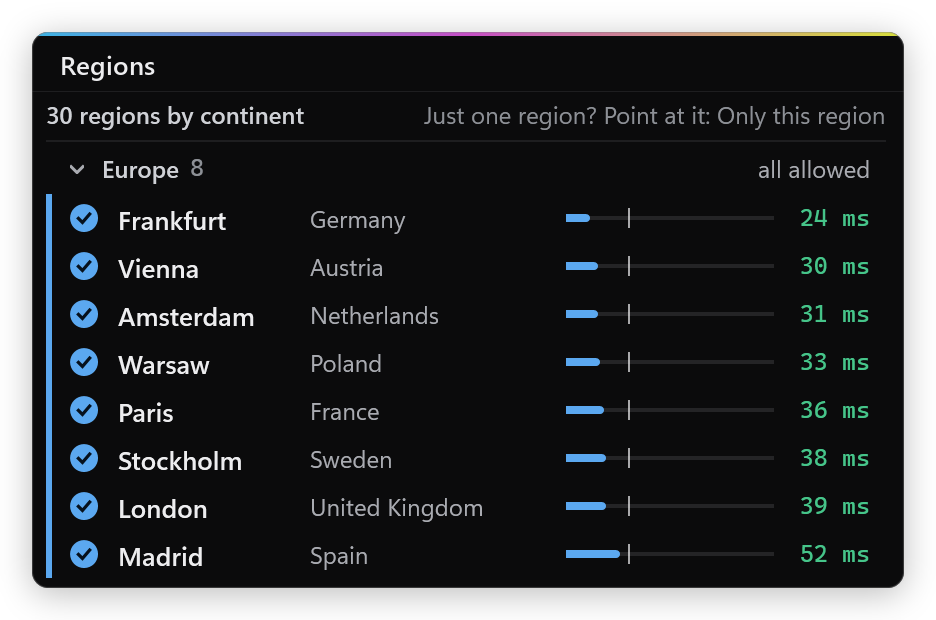 Regions
30 regions by continent Just one region? Point at it: Only this region
Europe 8 all allowed
Frankfurt Germany 24 ms
Vienna Austria 30 ms
Amsterdam Netherlands 31 ms
Warsaw Poland 33 ms
Paris France 36 ms
Stockholm Sweden 38 ms
London United Kingdom 39 ms
Madrid Spain 52 ms